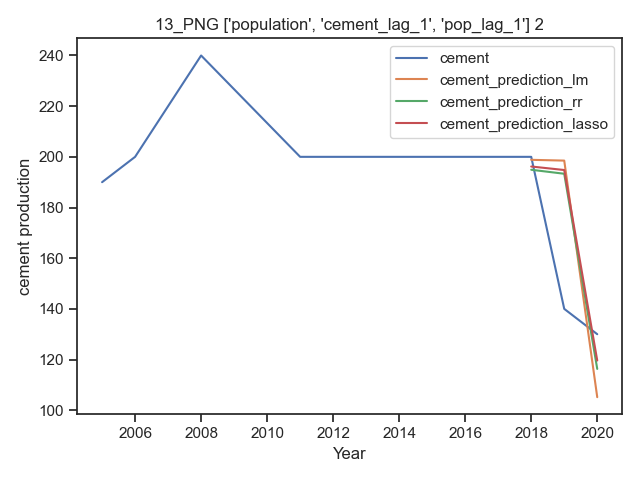 13_PNG ['population', 'cement_lag_1', 'pop_lag_1'] 2
cement
cement_prediction_lm
cement_prediction_rr
cement_prediction_lasso
cement production
240
220
200
180
160
140
120
100
2006 2008 2010 2012 2014 2016 2018 2020
Year